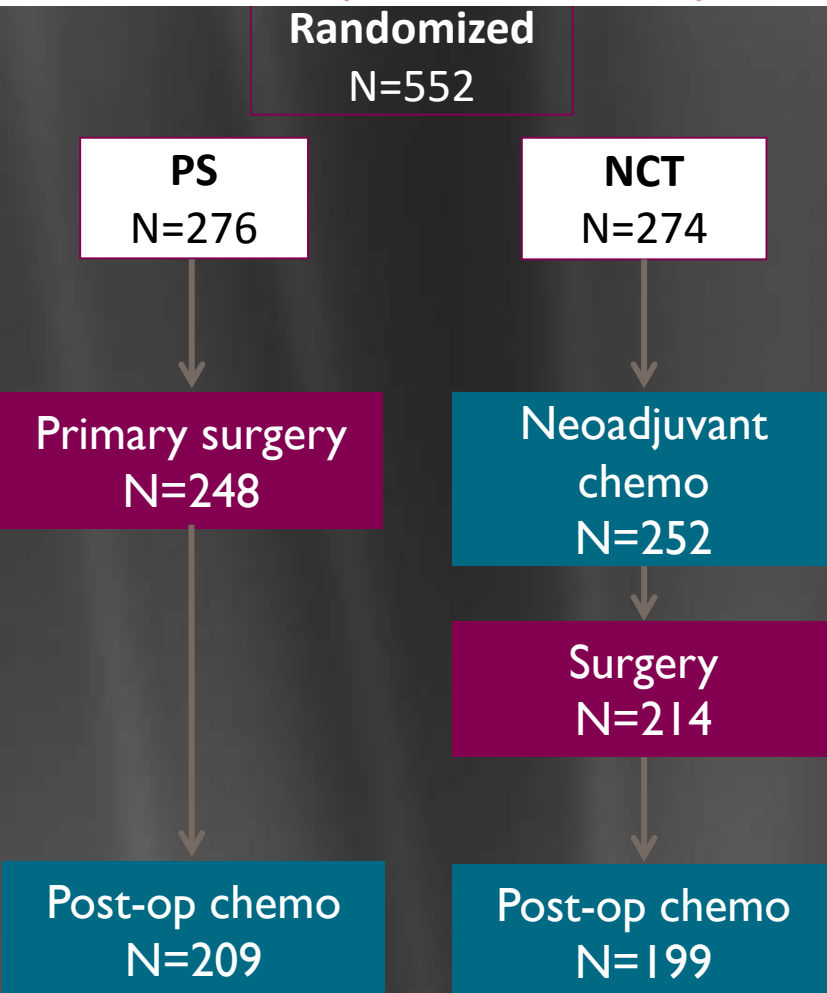 Randomized
N=552
PS
N=276
NCT
N=274
Primary surgery
N=248
Neoadjuvant
chemo
N=252
Surgery
N=214
Post-op chemo
N=209
Post-op chemo
N=199